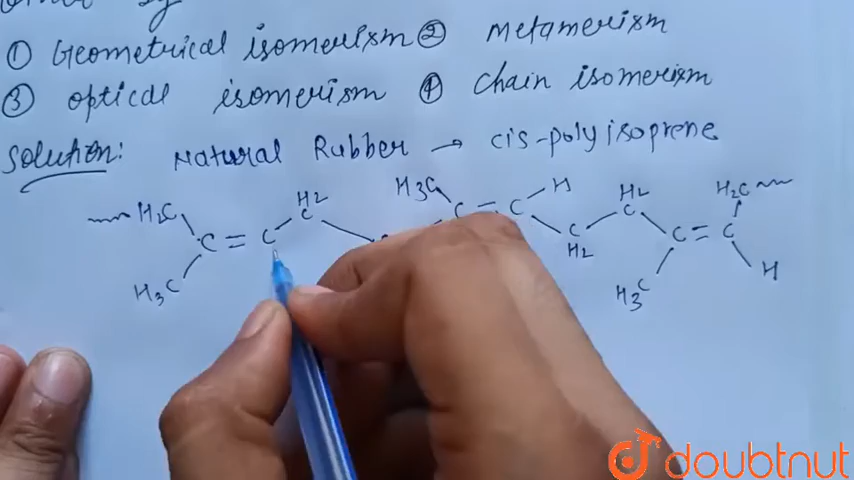 ① Geometrical isomerism ② metamerism
③ optical isomerism ④ chain isomerism
Solution: Natural Rubber → cis-polyisoprene
H2 H3C H H2 H2C
H2C C C = C C
C = C C C = C
H2
H3C H3C H
doubtnut